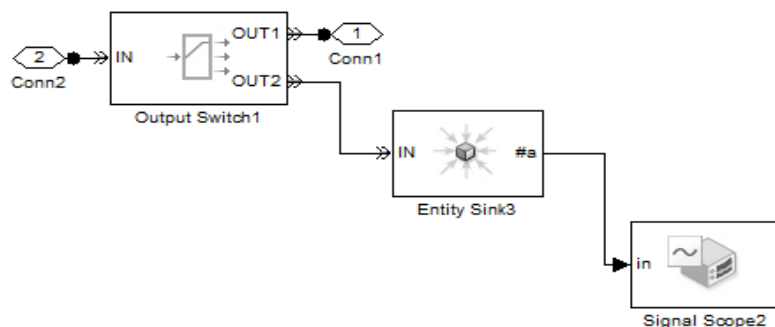 OUT1
1
2
IN
Conn2
Conn1
OUT2
Output Switch1
IN
#a
Entity Sink3
in
Signal Scope2